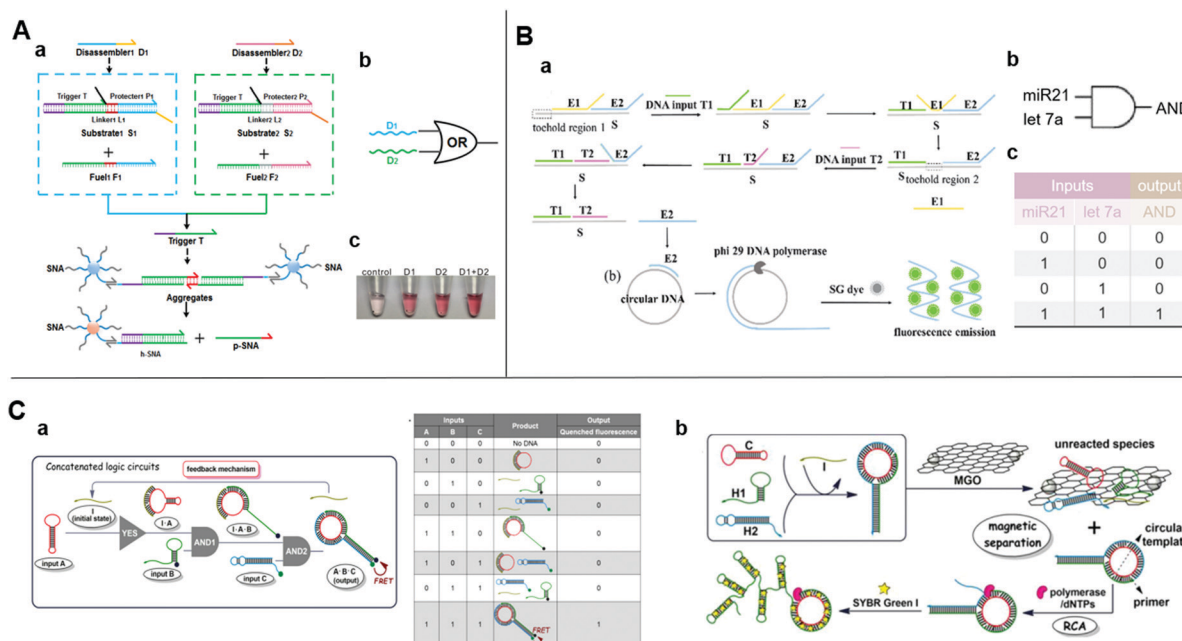 A
a
Disassembler1 D1
Disassembler2 D2
Trigger T
Protecter1 P1
Linker1 L1
Substrate1 S1
+
Fuel1 F1
Trigger T
Protecter2 P2
Linker2 L2
Substrate2 S2
+
Fuel2 F2
Trigger T
SNA
SNA
Aggregates
SNA
h-SNA
+
p-SNA
b
D1
D2
OR
c
control D1 D2 D1+D2
B
a
E1
E2
tochold region 1
S
DNA input T1
E1
E2
S
T1
E1
E2
S
T1
E2
S
tochold region 2
E1
DNA input T2
T1
T2
E2
S
T1
T2
E2
S
T1
T2
S
E2
(b)
E2
circular DNA
phi 29 DNA polymerase
SG dye
fluorescence emission
b
miR21
let 7a
AND
c
Inputs output
miR21 let 7a AND
0 0 0
1 0 0
0 1 0
1 1 1
C
a
Concatenated logic circuits
feedback mechanism
I
(initial state)
I·A
I·A·B
YES
AND1
AND2
input A
input B
input C
A·B·C
(output)
FRET
Inputs Product Output
A B C Quenched fluorescence
0 0 0 No DNA 0
1 0 0 0
0 1 0 0
0 0 1 0
1 1 0 0
1 0 1 0
0 1 1 0
1 1 1 FRET 1
b
C
I
H1
H2
MGO
unreacted species
magnetic
separation
+
circular
template
primer
polymerase
/dNTPs
RCA
SYBR Green I